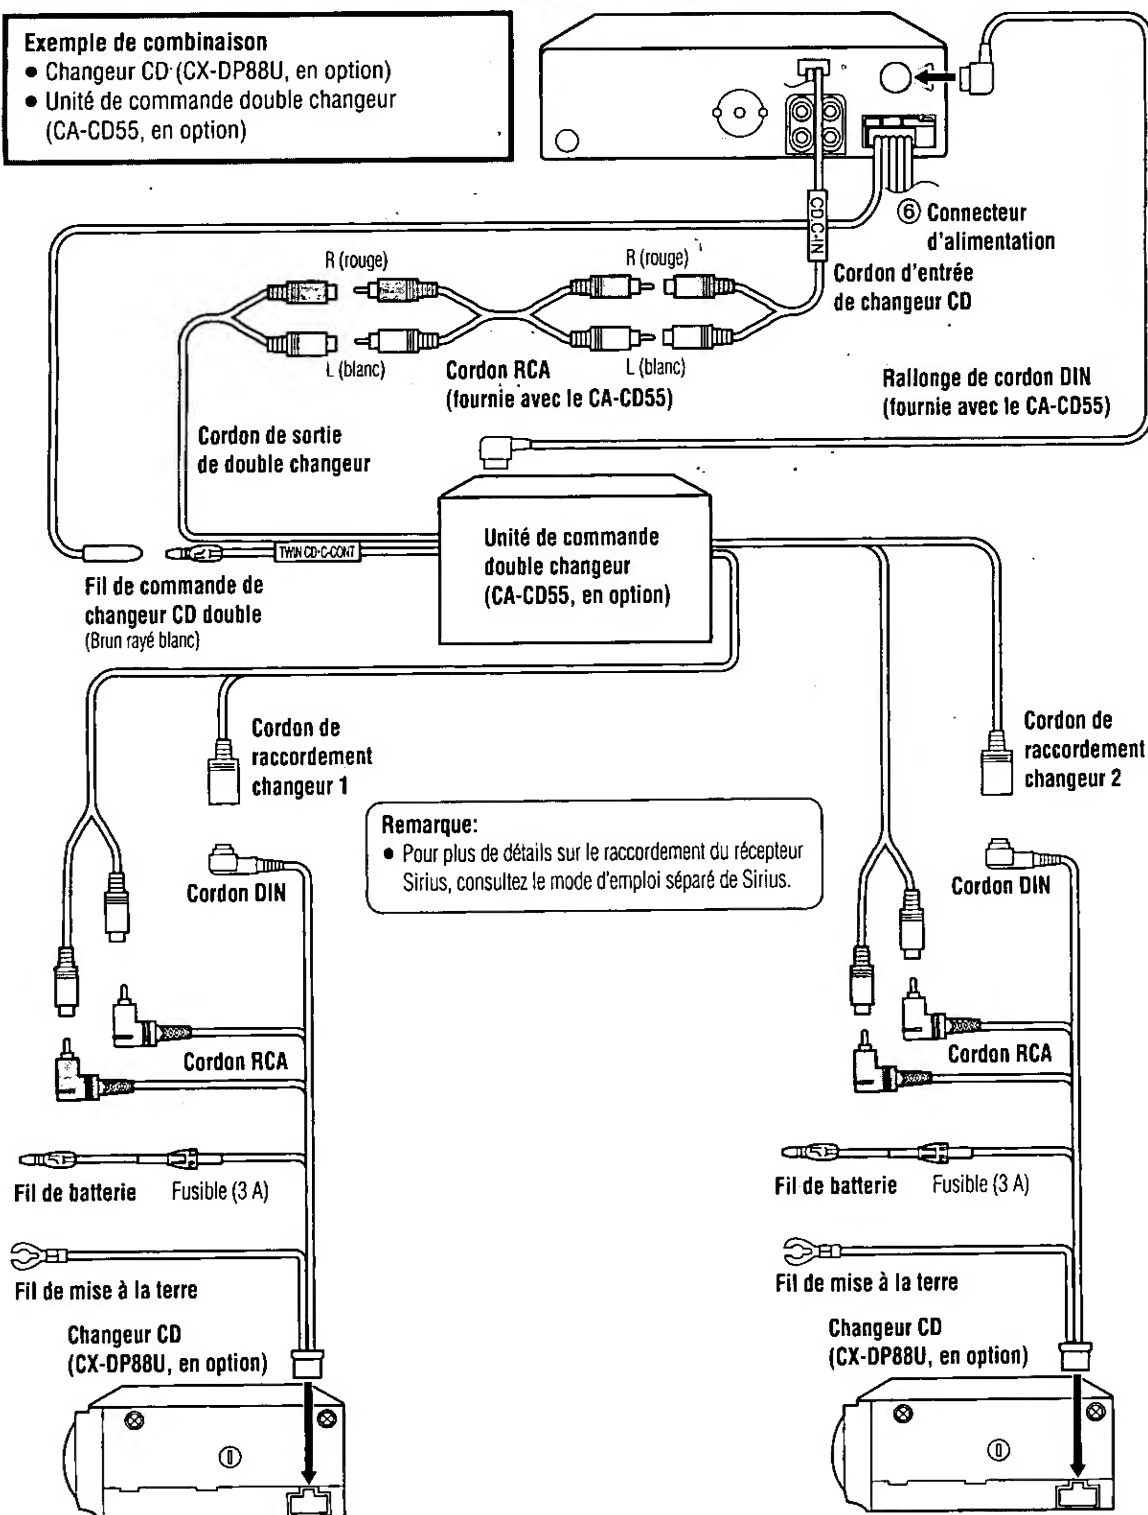 Exemple de combinaison
● Changeur CD (CX-DP88U, en option)
● Unité de commande double changeur
(CA-CD55, en option)
⑥ Connecteur
d'alimentation
CD·C-IN
Cordon d'entrée
de changeur CD
R (rouge)
R (rouge)
L (blanc)
L (blanc)
Cordon RCA
(fournie avec le CA-CD55)
Rallonge de cordon DIN
(fournie avec le CA-CD55)
Cordon de sortie
de double changeur
TWIN CD-C-CONT
Unité de commande
double changeur
(CA-CD55, en option)
Fil de commande de
changeur CD double
(Brun rayé blanc)
Cordon de
raccordement
changeur 1
Cordon de
raccordement
changeur 2
Remarque:
● Pour plus de détails sur le raccordement du récepteur
Sirius, consultez le mode d'emploi séparé de Sirius.
Cordon DIN
Cordon DIN
Cordon RCA
Cordon RCA
Fil de batterie
Fusible (3 A)
Fil de batterie
Fusible (3 A)
Fil de mise à la terre
Fil de mise à la terre
Changeur CD
(CX-DP88U, en option)
Changeur CD
(CX-DP88U, en option)